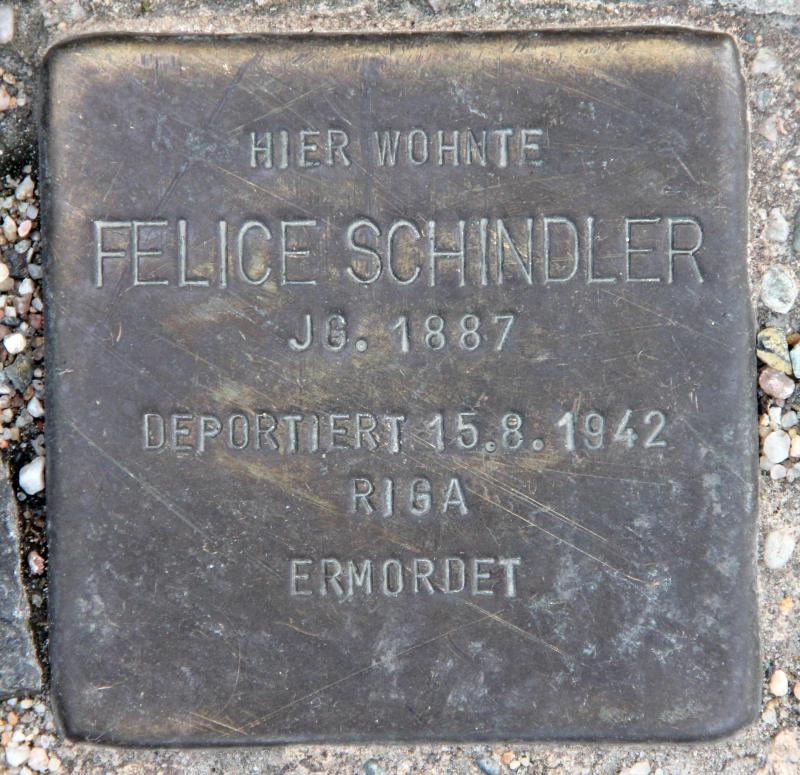 HIER WOHNTE
FELICE SCHINDLER
JG. 1887
DEPORTIERT 15.8.1942
RIGA
ERMORDET